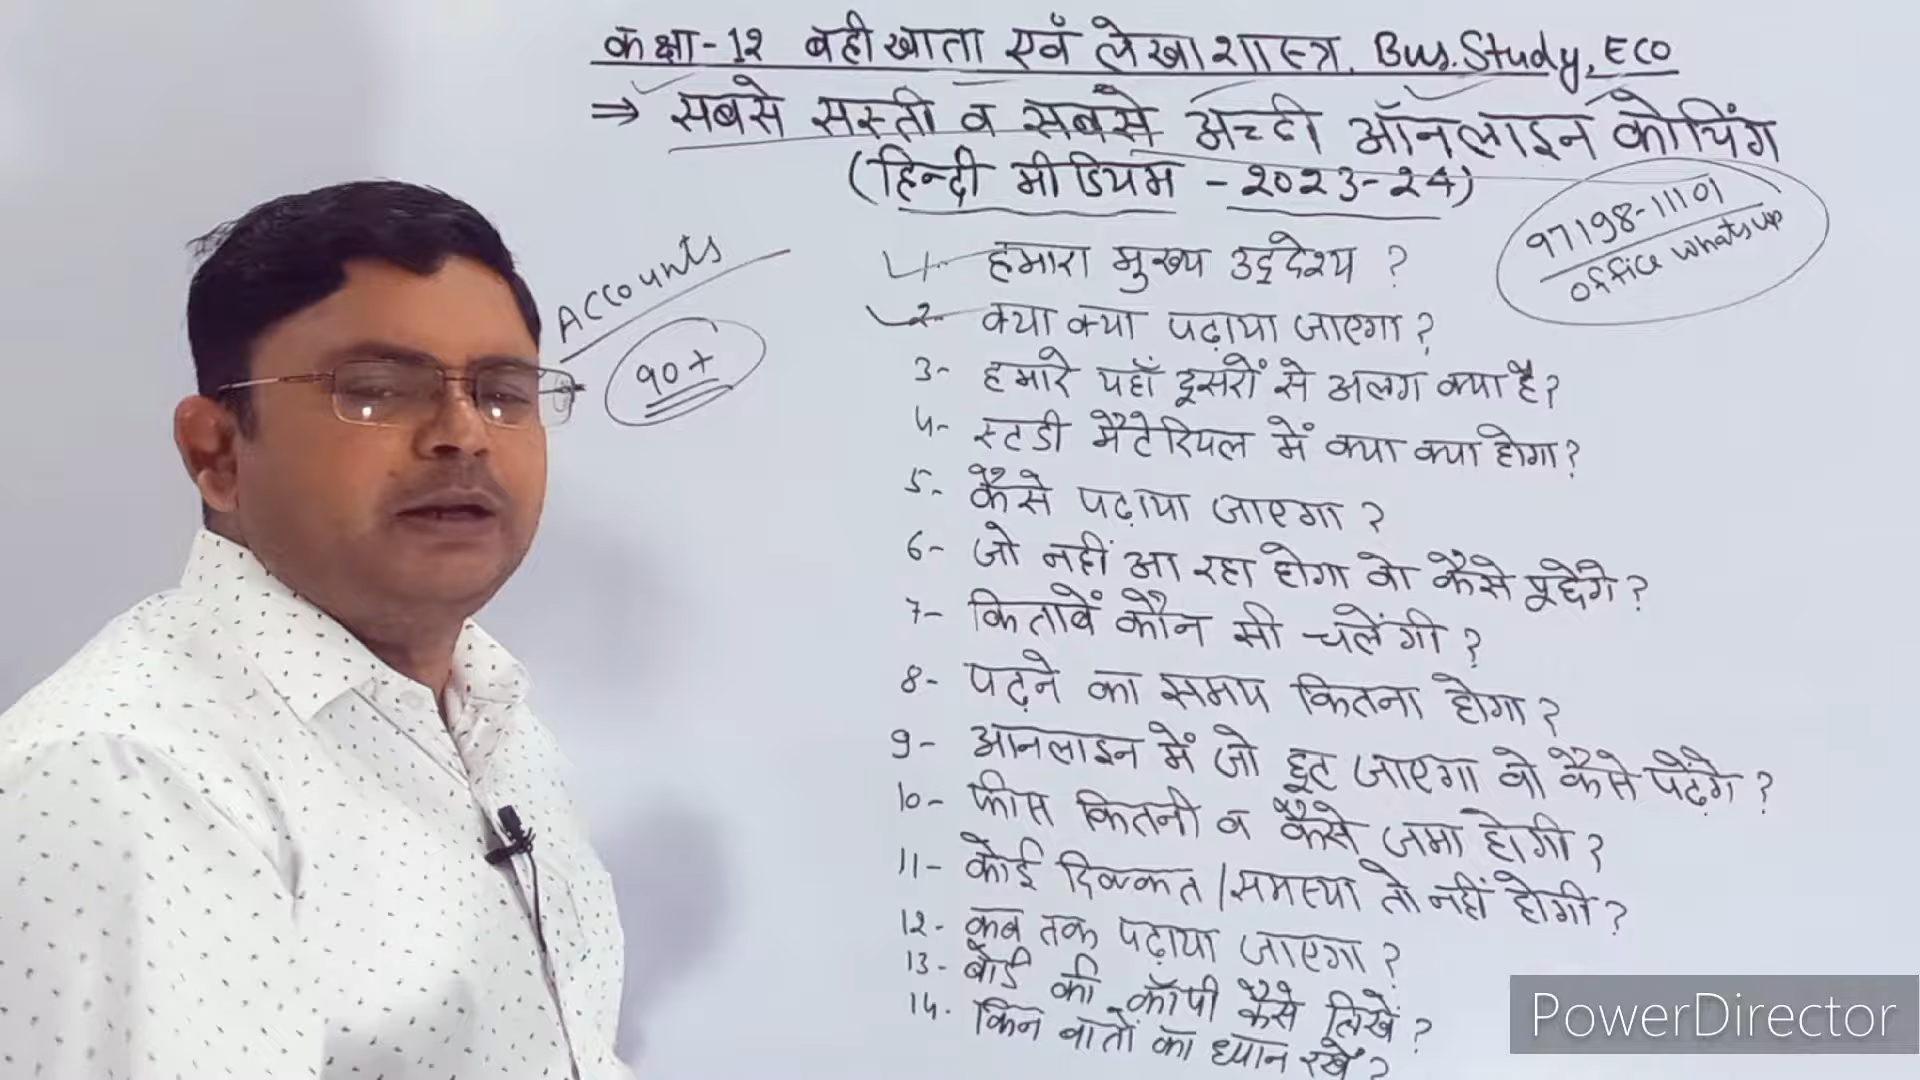 कक्षा-12 बहीखाता एवं लेखाशास्त्र, Bus.Study, ECO
⇒ सबसे सस्ती व सबसे अच्छी ऑनलाइन कोचिंग
(हिन्दी मीडियम - 2023-24)
97198-11101
office whatsup
Accounts
90+
1. हमारा मुख्य उद्देश्य ?
2- क्या क्या पढ़ाया जाएगा ?
3- हमारे यहाँ दूसरों से अलग क्या है ?
4- स्टडी मैटेरियल में क्या क्या होगा ?
5- कैसे पढ़ाया जाएगा ?
6- जो नहीं आ रहा होगा वो कैसे पूछेंगे ?
7- किताबें कौन सी चलेंगी ?
8- पढ़ने का समय कितना होगा ?
9- ऑनलाइन में जो छूट जाएगा वो कैसे पढेंगे ?
10- फीस कितनी व कैसे जमा होगी ?
11- कोई दिक्कत / समस्या तो नहीं होगी ?
12- कब तक पढ़ाया जाएगा ?
13- बोर्ड की कॉपी कैसे लिखें ?
14. किन बातों का ध्यान रखें ?
PowerDirector